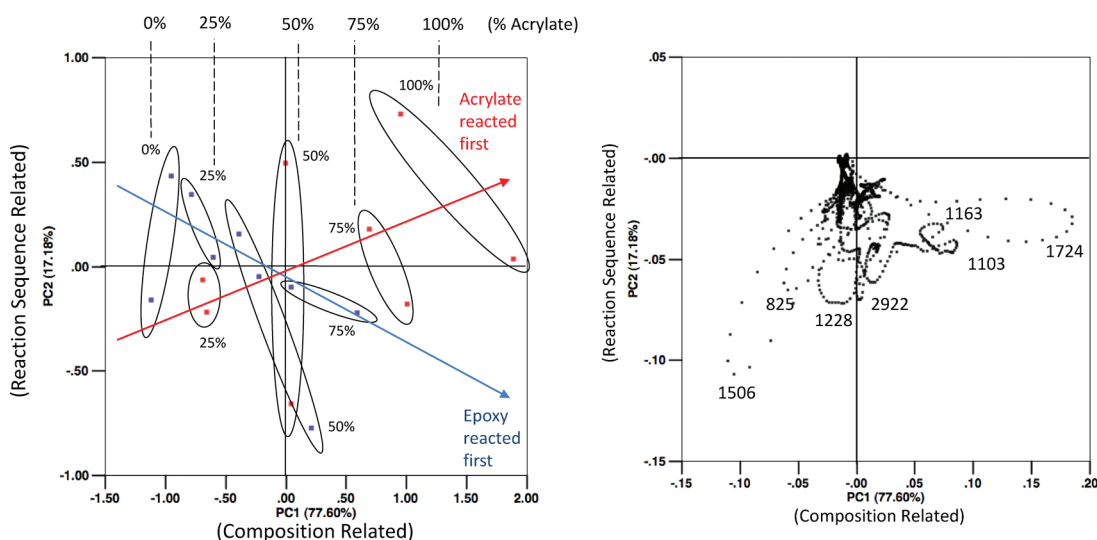 0% 25% 50% 75% 100% (% Acrylate)
1.00
.50
.00
-.50
-1.00
PC2 (17.18%)
(Reaction Sequence Related)
100%
Acrylate
reacted
first
0%
25%
50%
75%
25%
75%
50%
Epoxy
reacted
first
-1.50 -1.00 -.50 .00 .50 1.00 1.50 2.00
PC1 (77.60%)
(Composition Related)
.05
-.00
-.05
-.10
-.15
PC2 (17.18%)
(Reaction Sequence Related)
1163
1724
1103
825
1228
2922
1506
-.15 -.10 -.05 -.00 .05 .10 .15 .20
PC1 (77.60%)
(Composition Related)